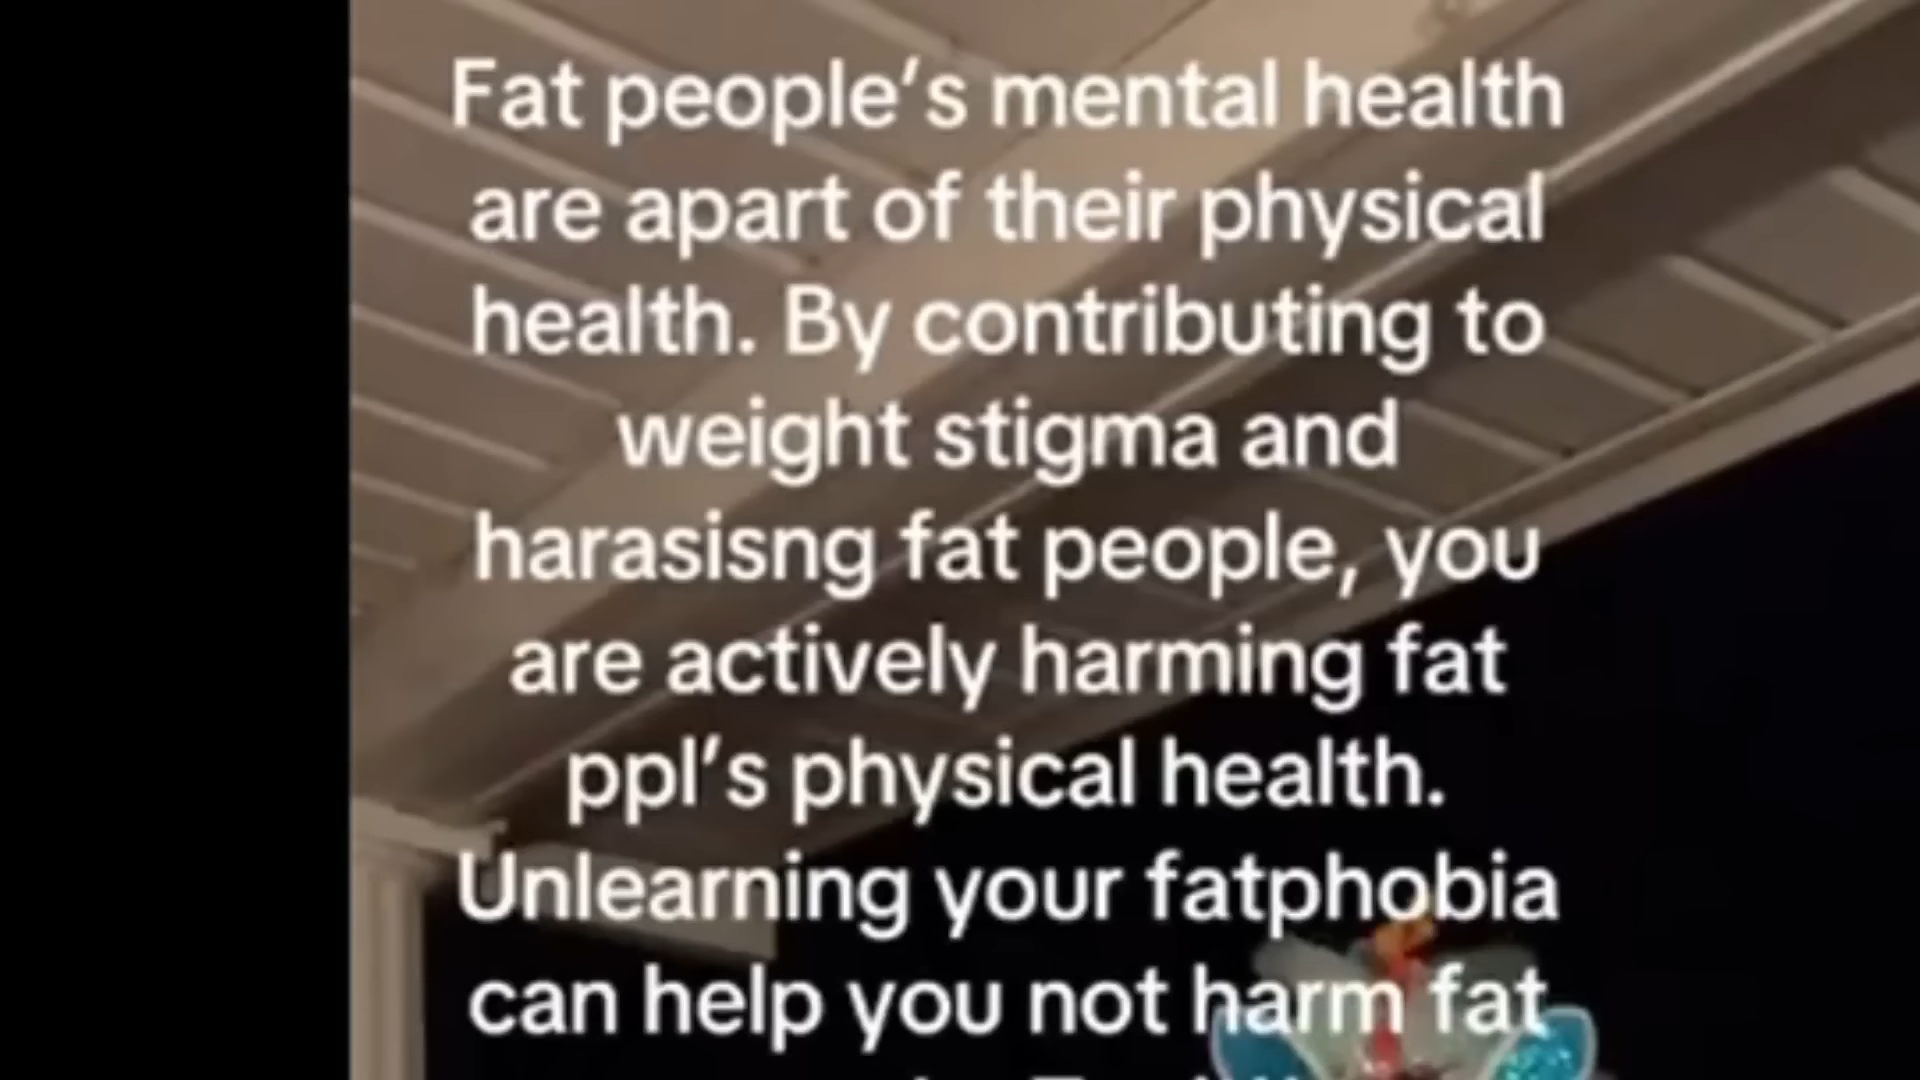 Fat people’s mental health
are apart of their physical
health. By contributing to
weight stigma and
harasisng fat people, you
are actively harming fat
ppl’s physical health.
Unlearning your fatphobia
can help you not harm fat